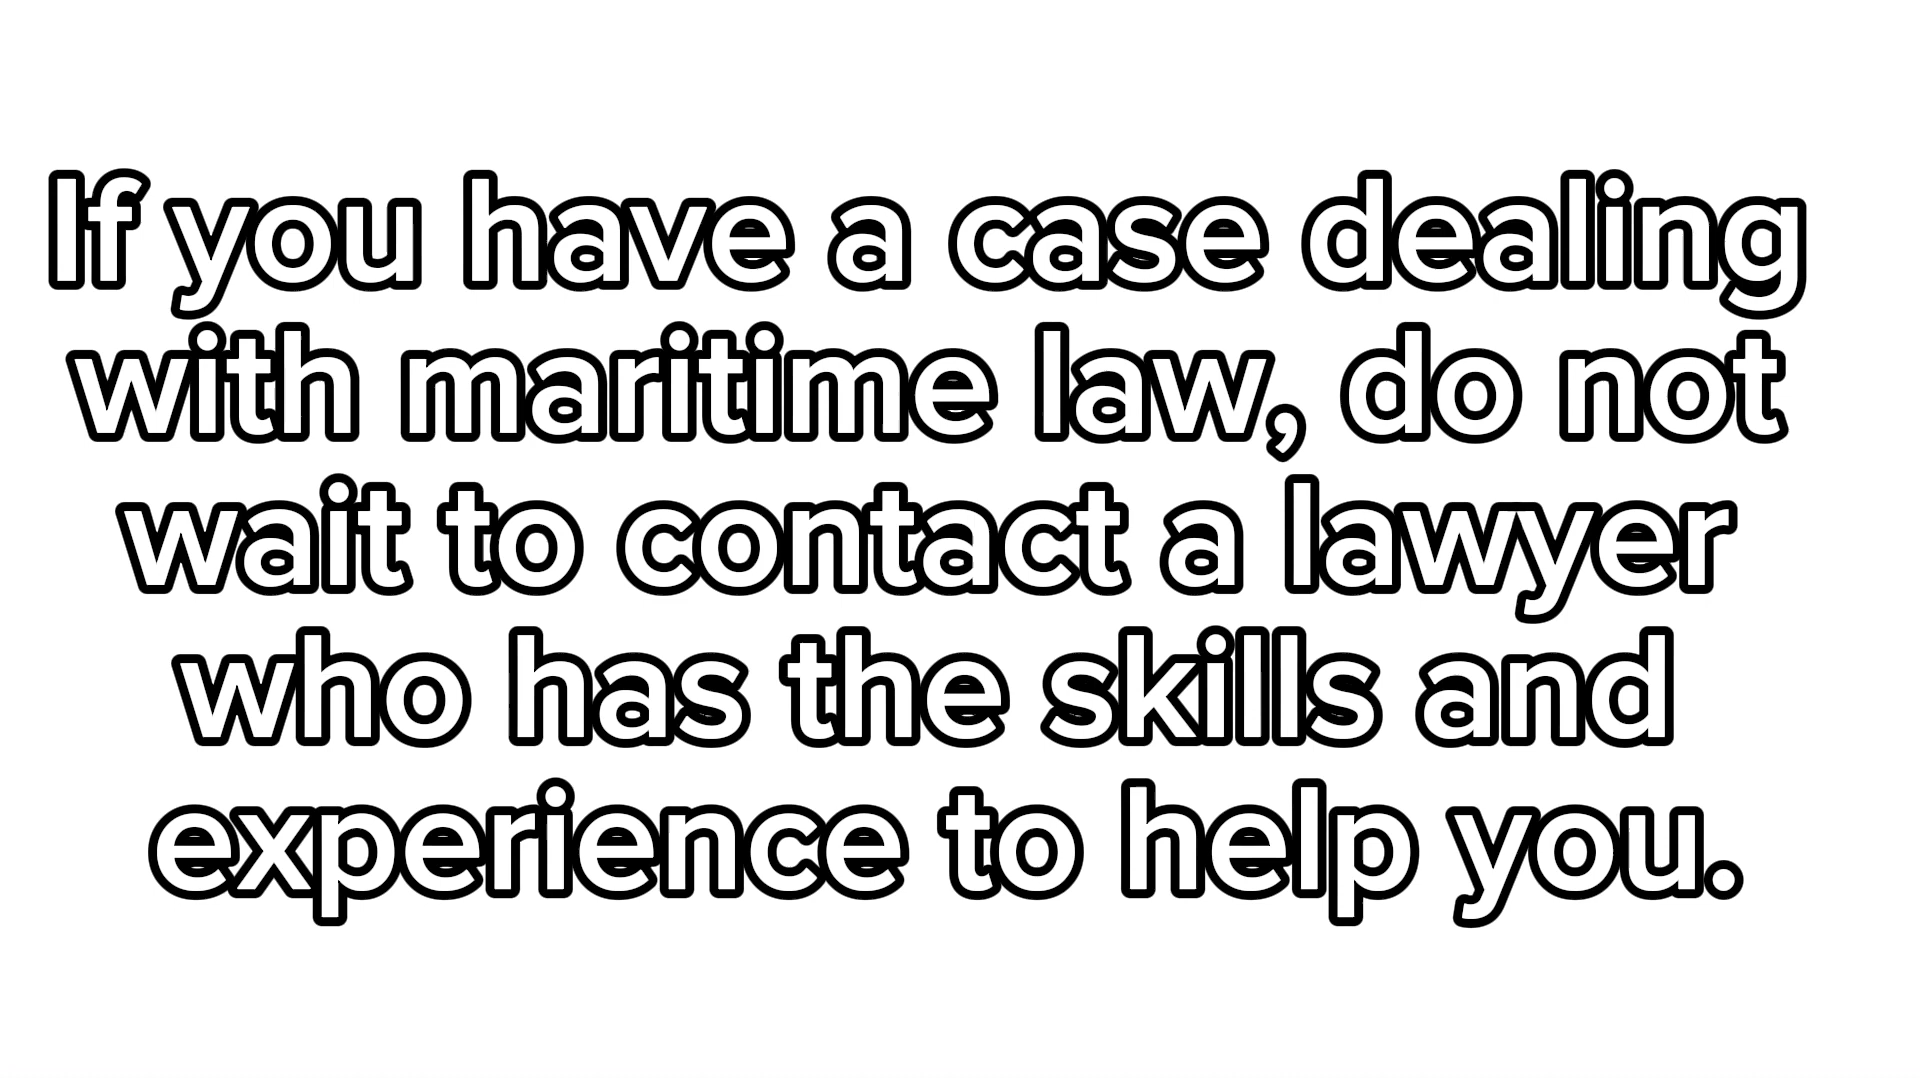 If you have a case dealing
with maritime law, do not
wait to contact a lawyer
who has the skills and
experience to help you.